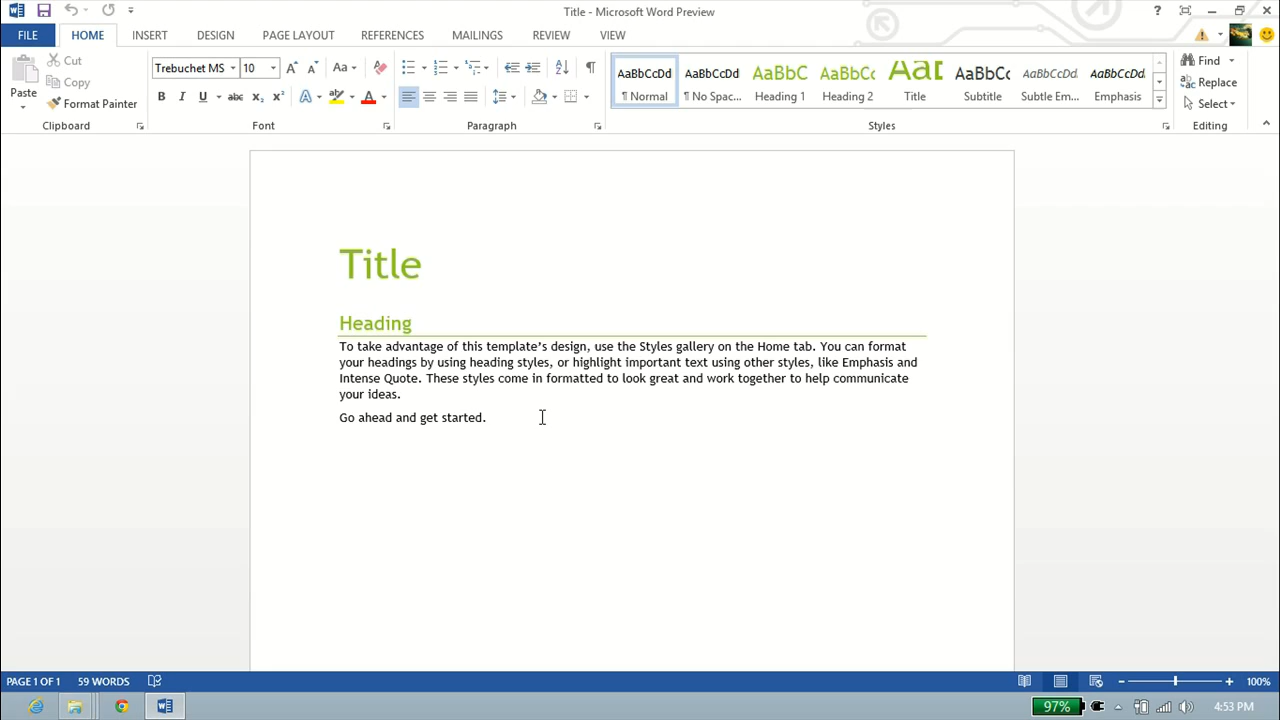 Title - Microsoft Word Preview
FILE HOME INSERT DESIGN PAGE LAYOUT REFERENCES MAILINGS REVIEW VIEW
Paste
Cut
Copy
Format Painter
Clipboard
Trebuchet MS 10
Font
Paragraph
AaBbCcDd AaBbCcDd AaBbC AaBbCc AaBbCc AaBbCcDd. AaBbCcDd.
¶ Normal ¶ No Spac... Heading 1 Heading 2 Title Subtitle Subtle Em... Emphasis
Styles
Find
Replace
Select
Editing
Title
Heading
To take advantage of this template's design, use the Styles gallery on the Home tab. You can format
your headings by using heading styles, or highlight important text using other styles, like Emphasis and
Intense Quote. These styles come in formatted to look great and work together to help communicate
your ideas.
Go ahead and get started.
PAGE 1 OF 1 59 WORDS 100%
97% 4:53 PM